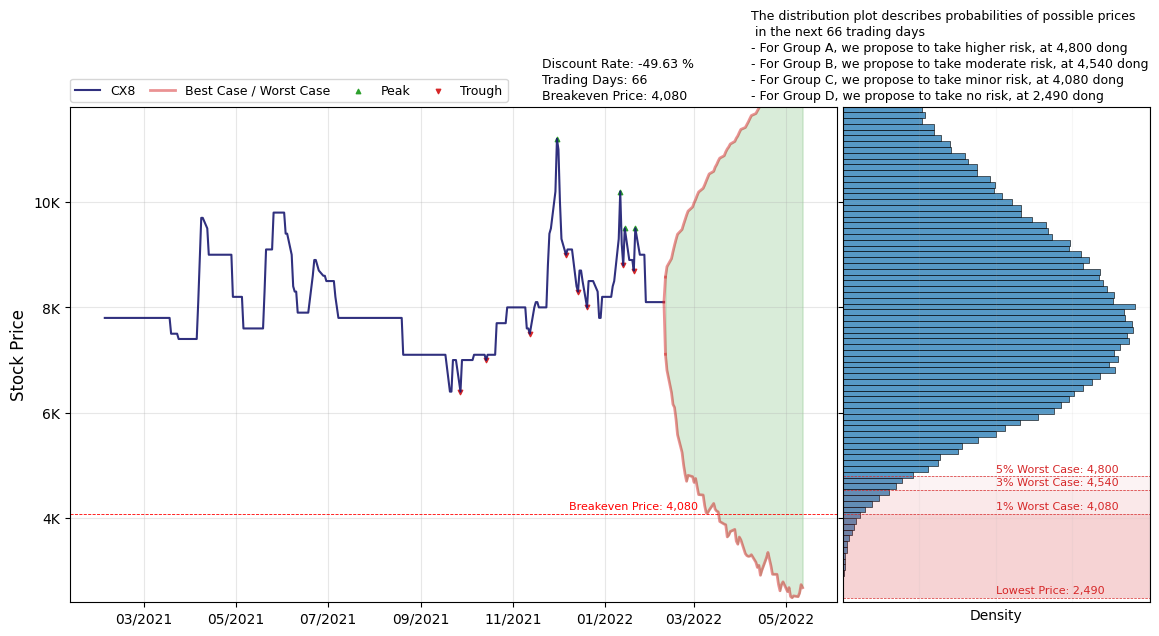 The distribution plot describes probabilities of possible prices
in the next 66 trading days
- For Group A, we propose to take higher risk, at 4,800 dong
- For Group B, we propose to take moderate risk, at 4,540 dong
- For Group C, we propose to take minor risk, at 4,080 dong
- For Group D, we propose to take no risk, at 2,490 dong
Discount Rate: -49.63 %
Trading Days: 66
Breakeven Price: 4,080
CX8 Best Case / Worst Case Peak Trough
Stock Price
10K
8K
6K
4K
Breakeven Price: 4,080
03/2021 05/2021 07/2021 09/2021 11/2021 01/2022 03/2022 05/2022
5% Worst Case: 4,800
3% Worst Case: 4,540
1% Worst Case: 4,080
Lowest Price: 2,490
Density